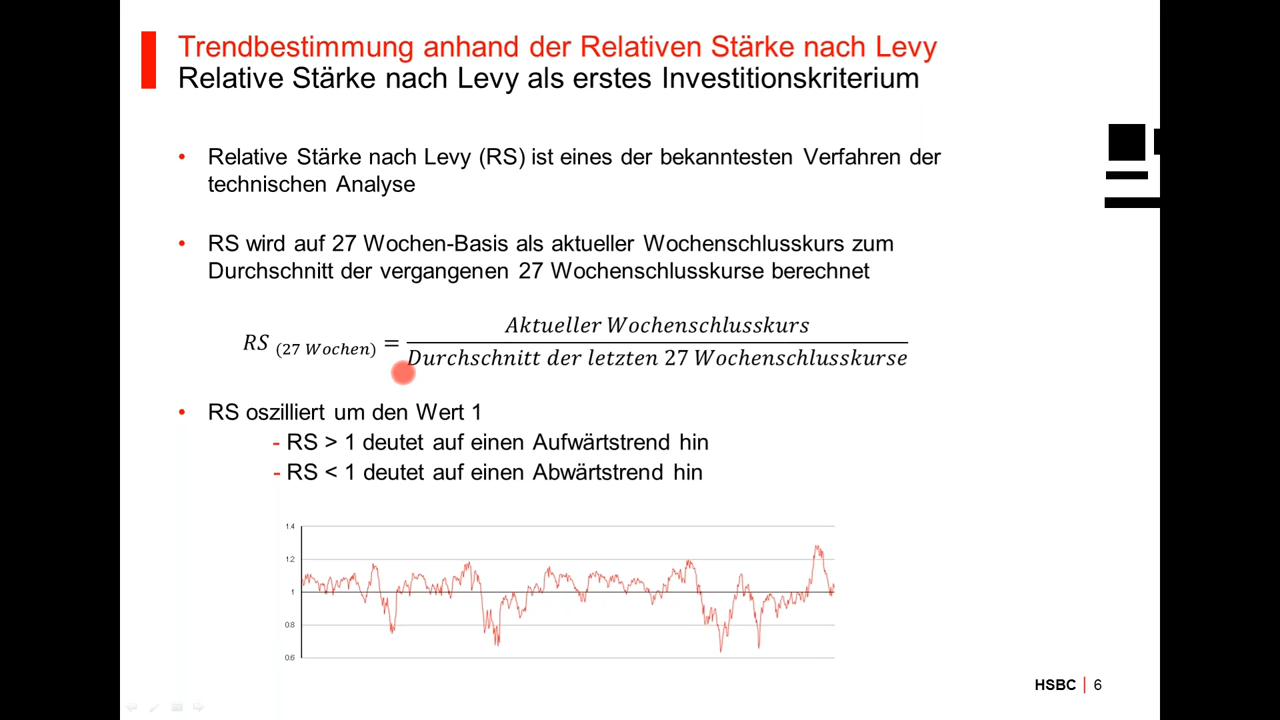 Trendbestimmung anhand der Relativen Stärke nach Levy
Relative Stärke nach Levy als erstes Investitionskriterium
• Relative Stärke nach Levy (RS) ist eines der bekanntesten Verfahren der
technischen Analyse
• RS wird auf 27 Wochen-Basis als aktueller Wochenschlusskurs zum
Durchschnitt der vergangenen 27 Wochenschlusskurse berechnet
Aktueller Wochenschlusskurs
RS (27 Wochen) =
Durchschnitt der letzten 27 Wochenschlusskurse
• RS oszilliert um den Wert 1
- RS > 1 deutet auf einen Aufwärtstrend hin
- RS < 1 deutet auf einen Abwärtstrend hin
1.4
1.2
1
0.8
0.6
HSBC | 6